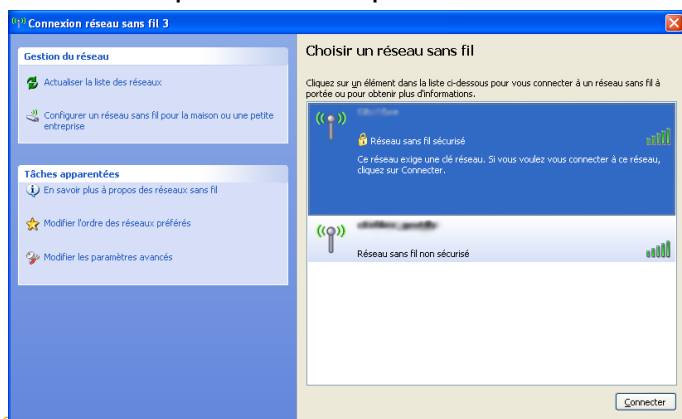 Connexion réseau sans fil 3
Gestion du réseau
Actualiser la liste des réseaux
Configurer un réseau sans fil pour la maison ou une petite
entreprise
Tâches apparentées
En savoir plus à propos des réseaux sans fil
Modifier l'ordre des réseaux préférés
Modifier les paramètres avancés
Choisir un réseau sans fil
Cliquez sur un élément dans la liste ci-dessous pour vous connecter à un réseau sans fil à
portée ou pour obtenir plus d'informations.
Réseau sans fil sécurisé
Ce réseau exige une clé réseau. Si vous voulez vous connecter à ce réseau,
cliquez sur Connecter.
Réseau sans fil non sécurisé
Connecter